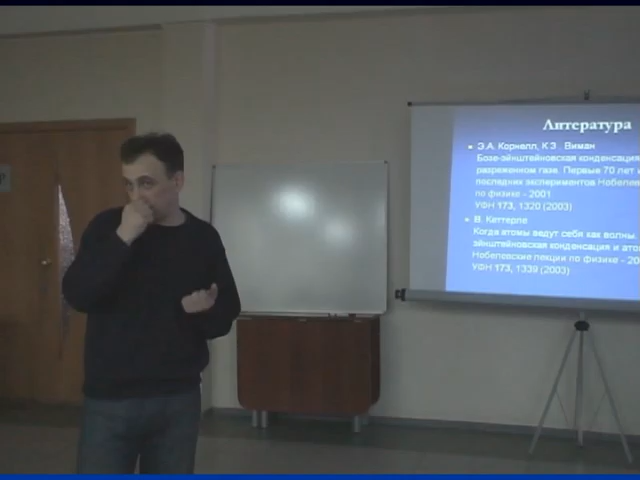 Литература
Э.А. Корнелл, К.Э. Виман
Бозе-эйнштейновская конденсация
разреженном газе. Первые 70 лет и
последних экспериментов Нобелев
по физике - 2001
УФН 173, 1320 (2003)
В. Кеттерле
Когда атомы ведут себя как волны.
эйнштейновская конденсация и ато
Нобелевские лекции по физике - 20
УФН 173, 1339 (2003)